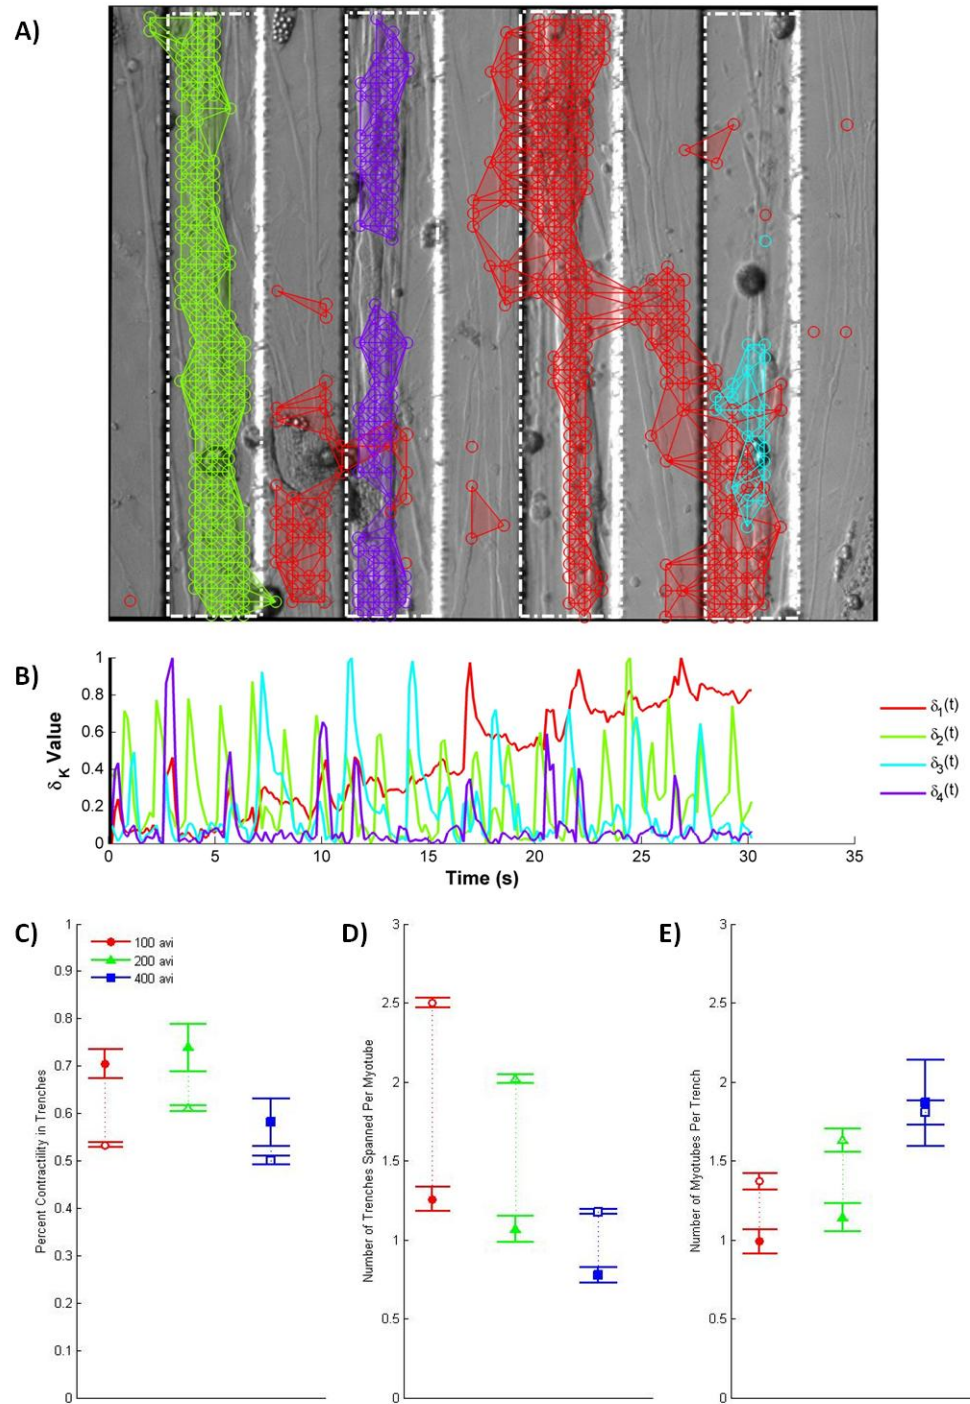 A)
B)
δK Value
1
0.8
0.6
0.4
0.2
0
0 5 10 15 20 25 30 35
Time (s)
δ1(t)
δ2(t)
δ3(t)
δ4(t)
C)
Percent Contractility in Trenches
1
0.9
0.8
0.7
0.6
0.5
0.4
0.3
0.2
0.1
0
100 avi
200 avi
400 avi
D)
Number of Trenches Spanned Per Myotube
3
2.5
2
1.5
1
0.5
0
E)
Number of Myotubes Per Trench
3
2.5
2
1.5
1
0.5
0